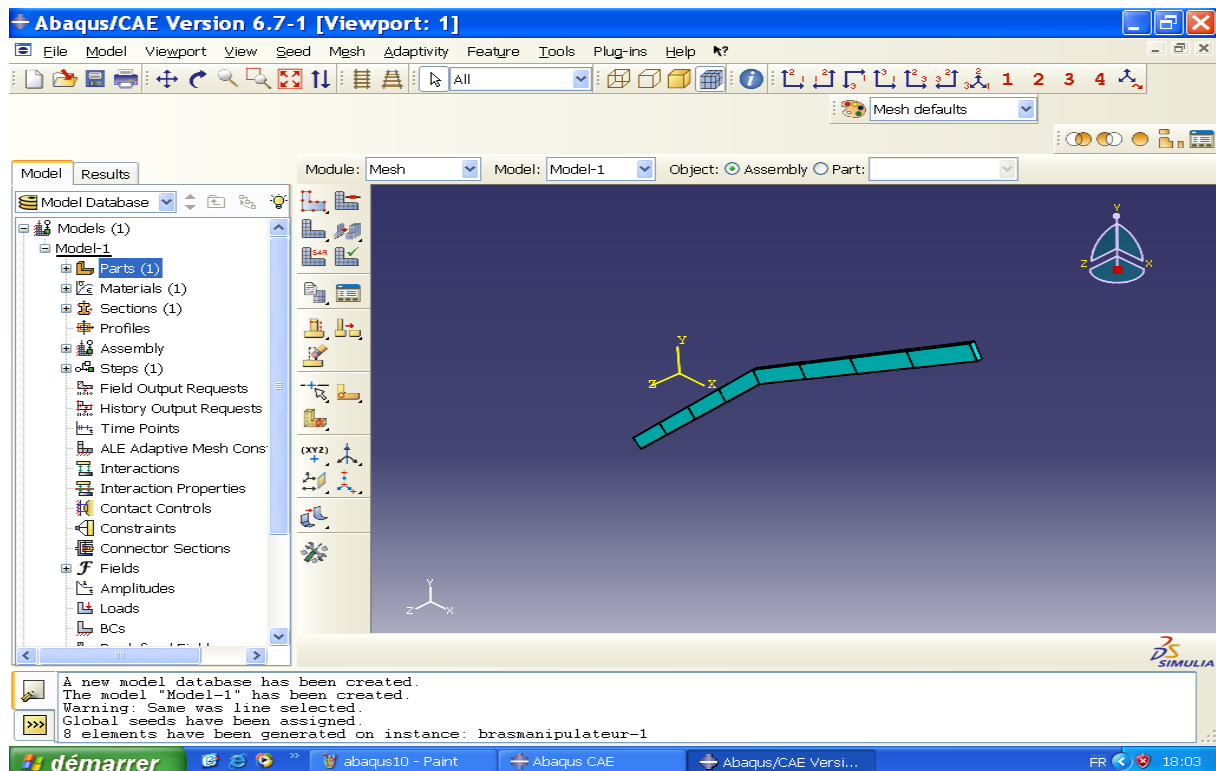 Abaqus/CAE Version 6.7-1 [Viewport: 1]
File Model Viewport View Seed Mesh Adaptivity Feature Tools Plug-ins Help ?
All 1 2 3 4
Mesh defaults
Model Results
Module: Mesh Model: Model-1 Object: Assembly Part:
Model Database
Models (1)
Model-1
Parts (1)
Materials (1)
Sections (1)
Profiles
Assembly
Steps (1)
Field Output Requests
History Output Requests
Time Points
ALE Adaptive Mesh Cons
Interactions
Interaction Properties
Contact Controls
Constraints
Connector Sections
Fields
Amplitudes
Loads
BCs
(XYZ)
Y
Z X
Y
Z X
Y
Z X
SIMULIA
A new model database has been created.
The model "Model-1" has been created.
Warning: Same was line selected.
Global seeds have been assigned.
8 elements have been generated on instance: brasmanipulateur-1
>>>
démarrer abaqus10 - Paint Abaqus CAE Abaqus/CAE Versi... FR 18:03